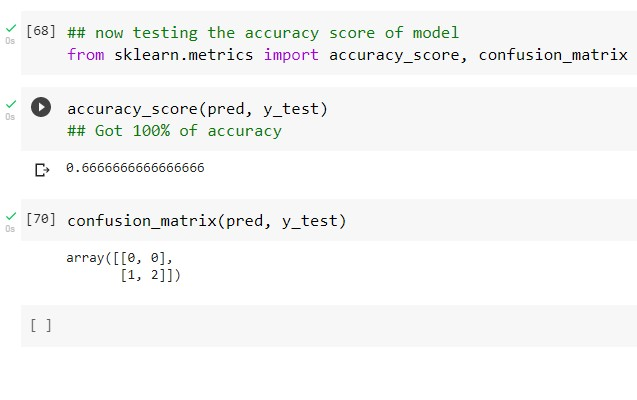 [68] ## now testing the accuracy score of model
0s
from sklearn.metrics import accuracy_score, confusion_matrix
accuracy_score(pred, y_test)
0s
## Got 100% of accuracy
0.6666666666666666
[70] confusion_matrix(pred, y_test)
0s
array([[0, 0],
[1, 2]])
[ ]